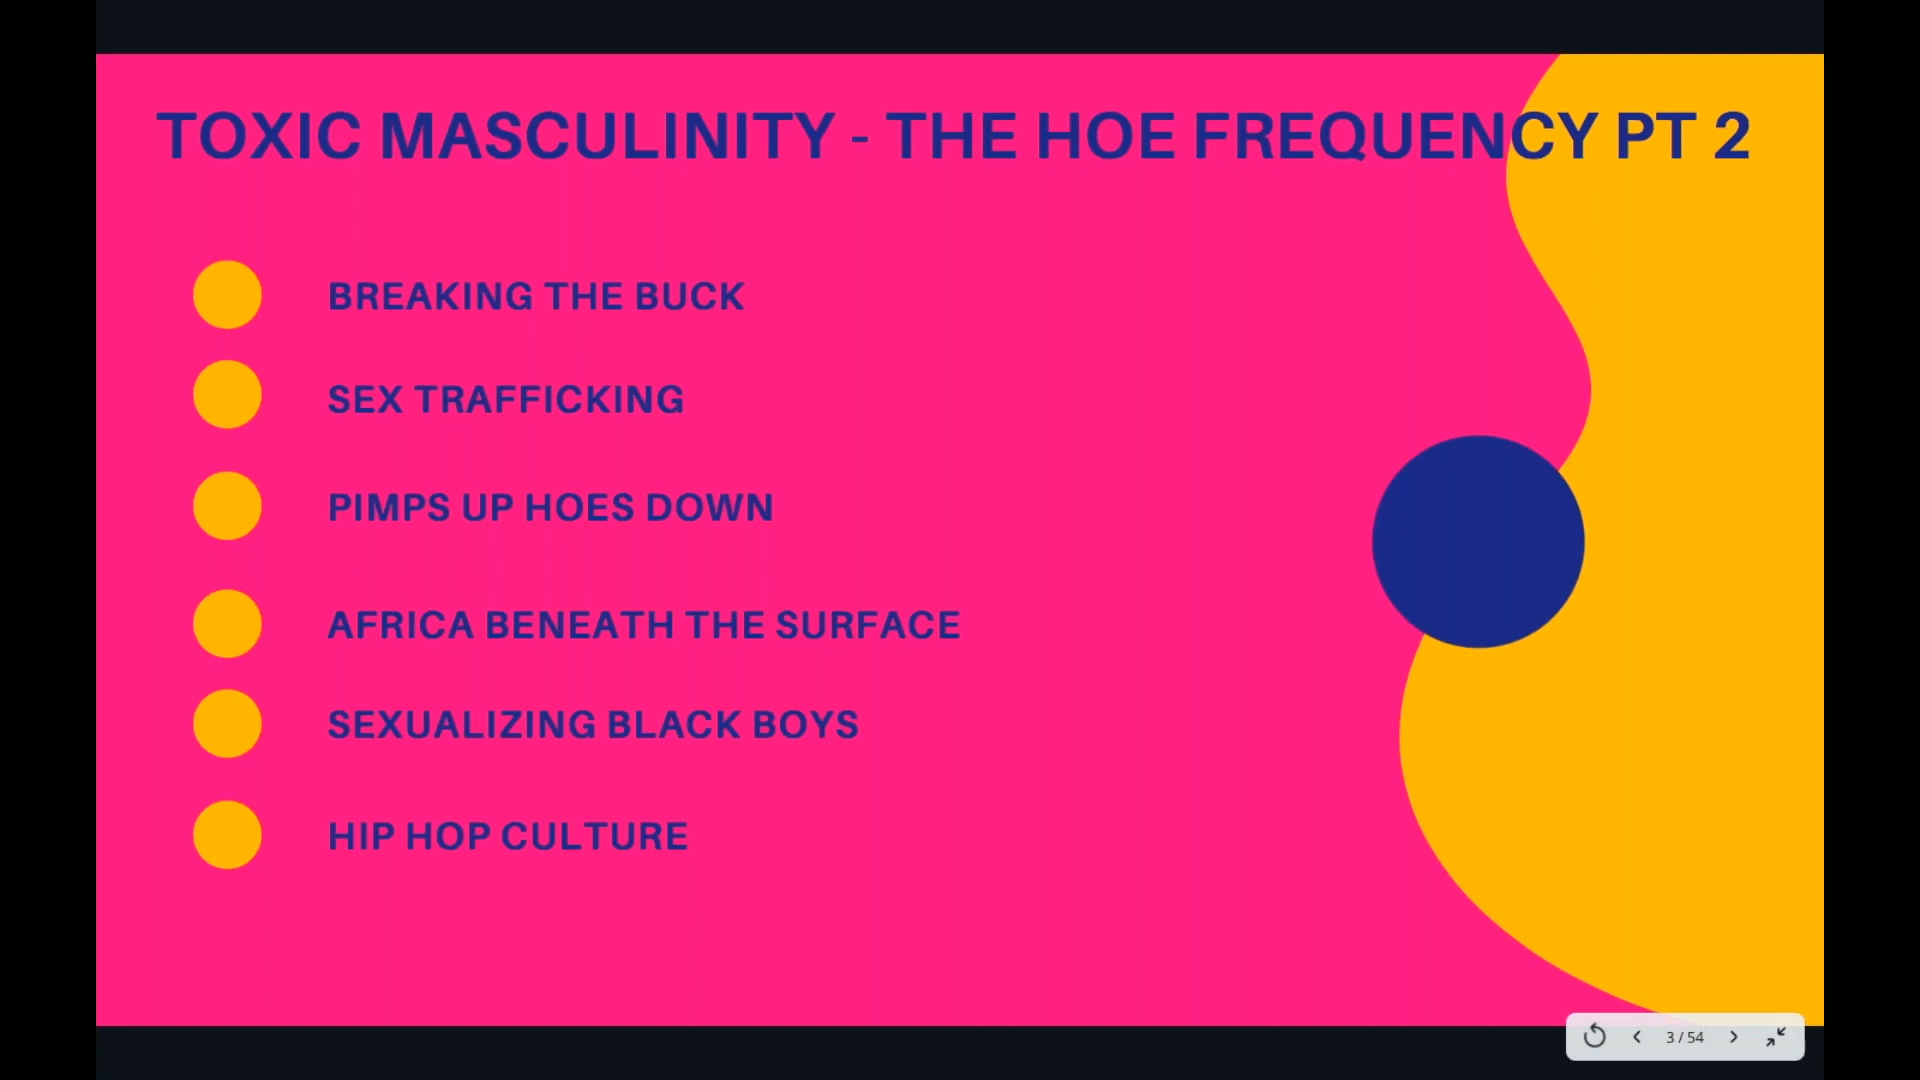 TOXIC MASCULINITY - THE HOE FREQUENCY PT 2
BREAKING THE BUCK
SEX TRAFFICKING
PIMPS UP HOES DOWN
AFRICA BENEATH THE SURFACE
SEXUALIZING BLACK BOYS
HIP HOP CULTURE
3 / 54